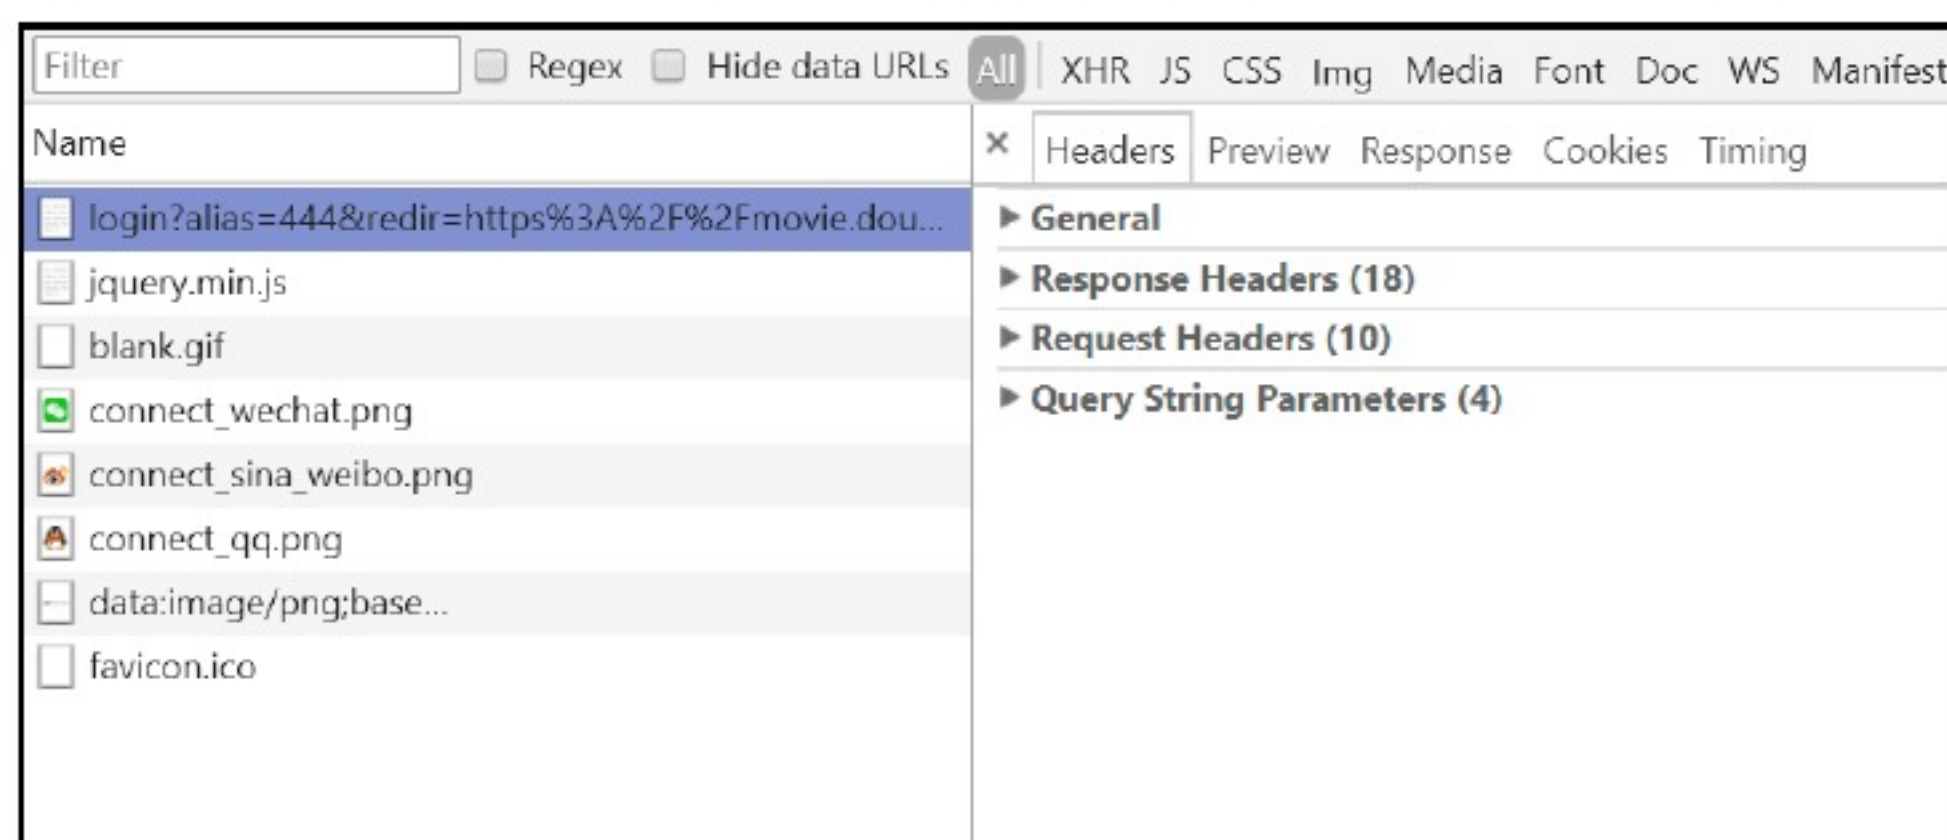 Filter Regex Hide data URLs All XHR JS CSS Img Media Font Doc WS Manifest
Name
login?alias=444&redir=https%3A%2F%2Fmovie.dou...
jquery.min.js
blank.gif
connect_wechat.png
connect_sina_weibo.png
connect_qq.png
data:image/png;base...
favicon.ico
× Headers Preview Response Cookies Timing
General
Response Headers (18)
Request Headers (10)
Query String Parameters (4)